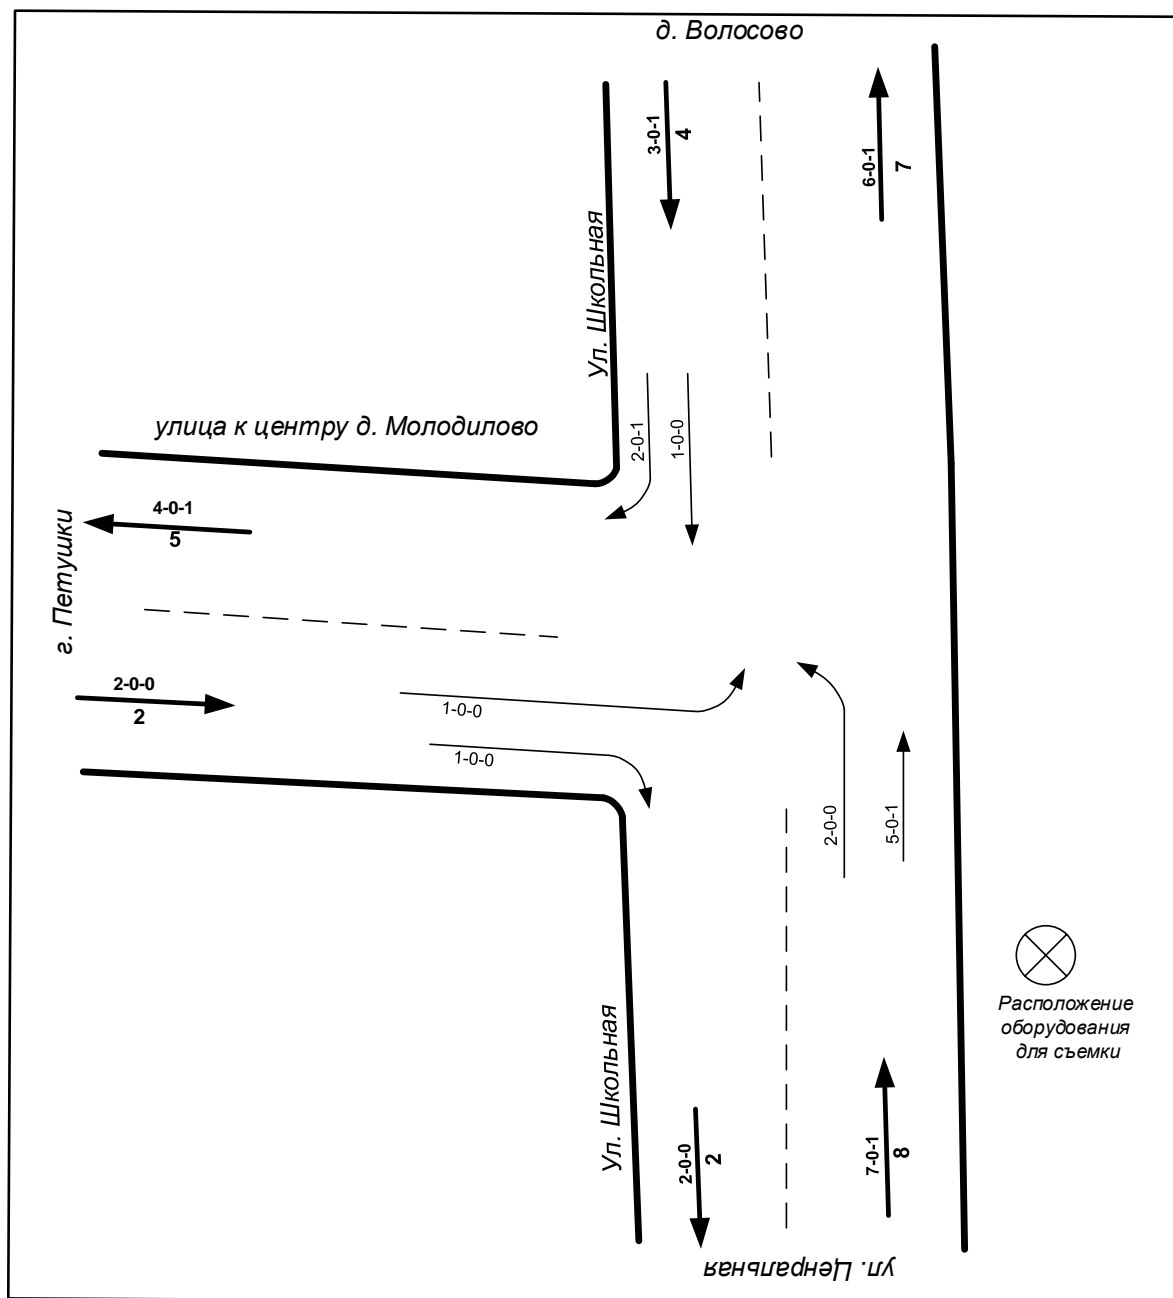 д. Волосово
3-0-1
4
6-0-1
7
Ул. Школьная
2-0-1
1-0-0
улица к центру д. Молодилово
4-0-1
5
г. Петушки
2-0-0
2
1-0-0
1-0-0
2-0-0
5-0-1
Расположение
оборудования
для съемки
Ул. Школьная
2-0-0
2
7-0-1
8
ул. Ценральная